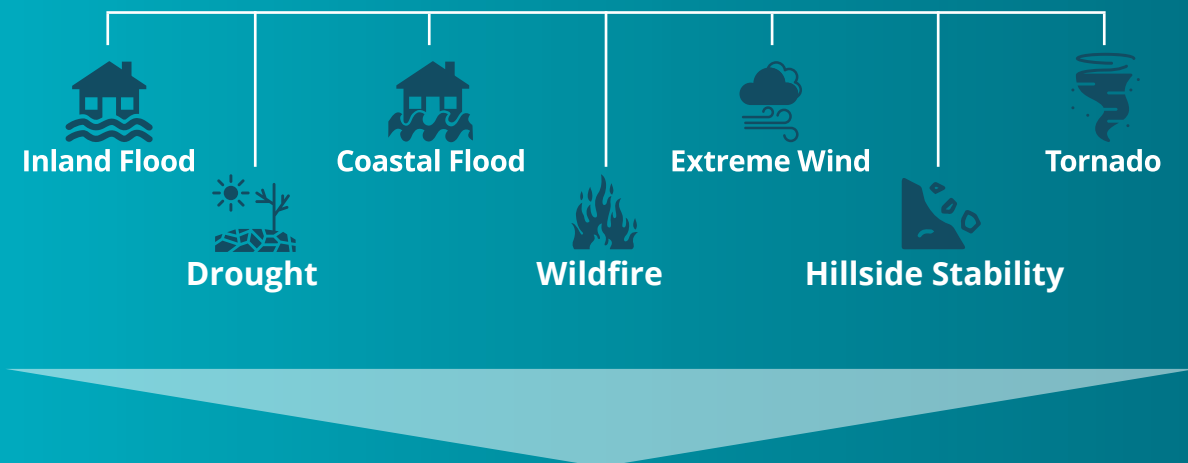 Inland Flood
Coastal Flood
Extreme Wind
Tornado
Drought
Wildfire
Hillside Stability